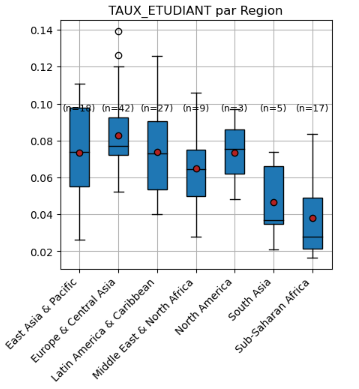 TAUX_ETUDIANT par Region
0.14
0.12
0.10
0.08
0.06
0.04
0.02
(n=18) (n=42) (n=27) (n=9) (n=3) (n=5) (n=17)
East Asia & Pacific
Europe & Central Asia
Latin America & Caribbean
Middle East & North Africa
North America
South Asia
Sub-Saharan Africa